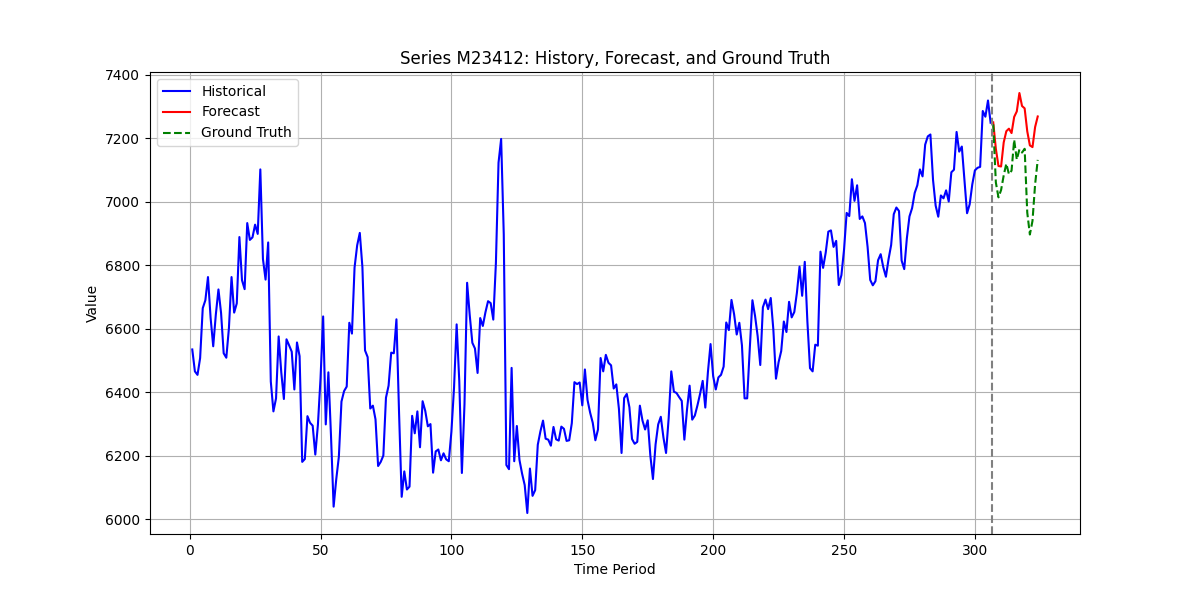 Series M23412: History, Forecast, and Ground Truth
Historical
Forecast
Ground Truth
7400
7200
7000
6800
6600
6400
6200
6000
Value
0 50 100 150 200 250 300
Time Period